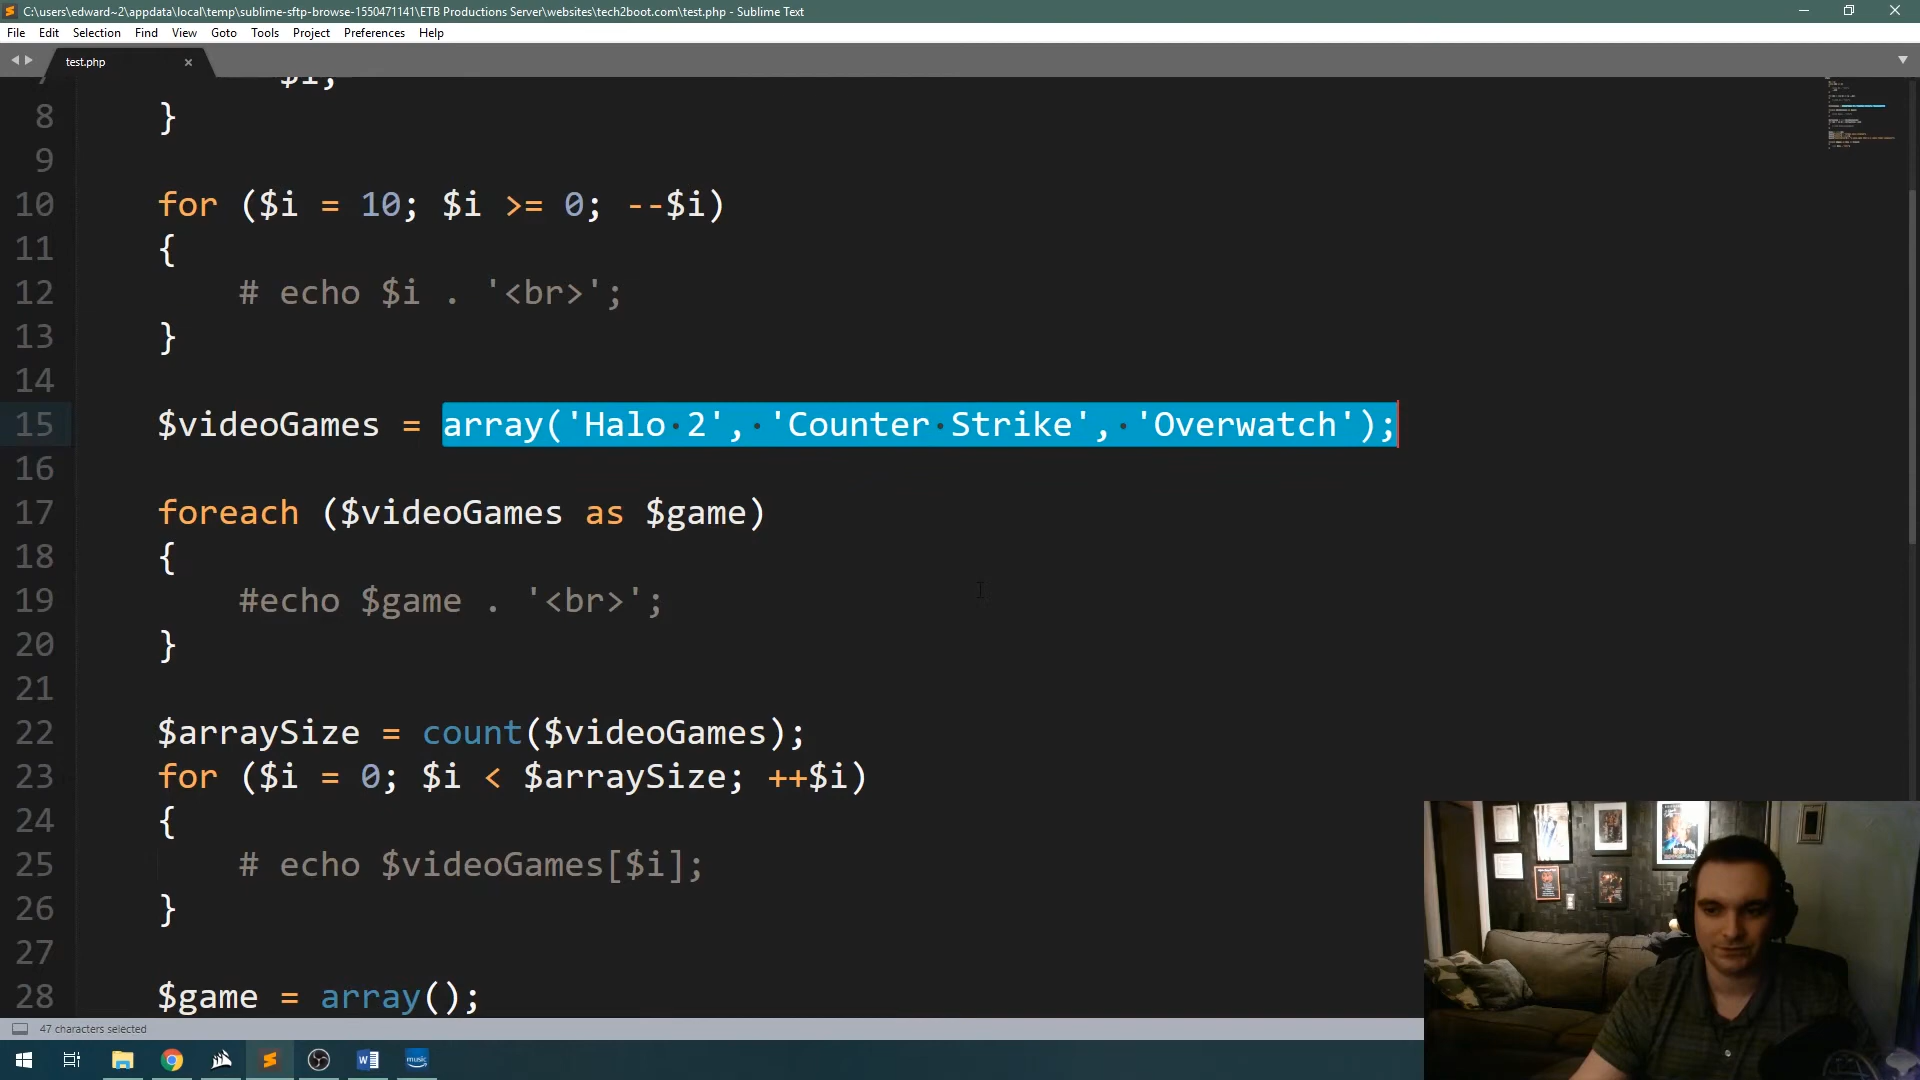 C:\users\edward~2\appdata\local\temp\sublime-sftp-browse-1550471141\ETB Productions Server\websites\tech2boot.com\test.php - Sublime Text
File Edit Selection Find View Goto Tools Project Preferences Help
test.php
7 $i;
8 }
9
10 for ($i = 10; $i >= 0; --$i)
11 {
12 # echo $i . '<br>';
13 }
14
15 $videoGames = array('Halo 2', 'Counter Strike', 'Overwatch');
16
17 foreach ($videoGames as $game)
18 {
19 #echo $game . '<br>';
20 }
21
22 $arraySize = count($videoGames);
23 for ($i = 0; $i < $arraySize; ++$i)
24 {
25 # echo $videoGames[$i];
26 }
27
28 $game = array();
47 characters selected
music